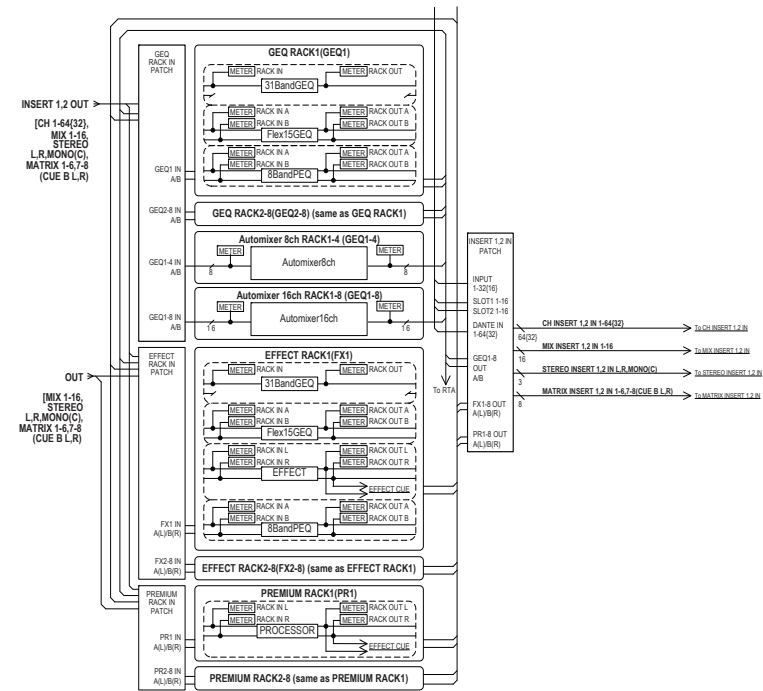 GEQ
RACK IN
PATCH
GEQ RACK1(GEQ1)
METER RACK IN
METER RACK OUT
31BandGEQ
INSERT 1,2 OUT
[CH 1-64{32},
MIX 1-16,
STEREO
L,R,MONO(C),
MATRIX 1-6,7-8
(CUE B L,R)
METER RACK IN A
METER RACK OUT A
METER RACK IN B
METER RACK OUT B
Flex15GEQ
METER RACK IN A
METER RACK OUT A
METER RACK IN B
METER RACK OUT B
8BandPEQ
GEQ1 IN
A/B
GEQ2-8 IN
A/B
GEQ RACK2-8(GEQ2-8) (same as GEQ RACK1)
Automixer 8ch RACK1-4 (GEQ1-4)
METER
METER
GEQ1-4 IN
A/B
8
Automixer8ch
8
Automixer 16ch RACK1-8 (GEQ1-8)
METER
METER
GEQ1-8 IN
A/B
16
Automixer16ch
16
INSERT 1,2 IN
PATCH
INPUT
1-32{16}
SLOT1 1-16
SLOT2 1-16
DANTE IN
1-64{32}
GEQ1-8
OUT
A/B
FX1-8 OUT
A(L)/B(R)
PR1-8 OUT
A(L)/B(R)
CH INSERT 1,2 IN 1-64{32}
64{32}
To CH INSERT 1,2 IN
MIX INSERT 1,2 IN 1-16
16
To MIX INSERT 1,2 IN
STEREO INSERT 1,2 IN L,R,MONO(C)
3
To STEREO INSERT 1,2 IN
MATRIX INSERT 1,2 IN 1-6,7-8(CUE B L,R)
8
To MATRIX INSERT 1,2 IN
To RTA
EFFECT
RACK IN
PATCH
EFFECT RACK1(FX1)
METER RACK IN
METER RACK OUT
31BandGEQ
OUT
[MIX 1-16,
STEREO
L,R,MONO(C),
MATRIX 1-6,7-8
(CUE B L,R]
METER RACK IN A
METER RACK OUT A
METER RACK IN B
METER RACK OUT B
Flex15GEQ
METER RACK IN L
METER RACK OUT L
METER RACK IN R
METER RACK OUT R
EFFECT
EFFECT CUE
METER RACK IN A
METER RACK OUT A
METER RACK IN B
METER RACK OUT B
8BandPEQ
FX1 IN
A(L)/B(R)
FX2-8 IN
A(L)/B(R)
EFFECT RACK2-8(FX2-8) (same as EFFECT RACK1)
PREMIUM
RACK IN
PATCH
PREMIUM RACK1(PR1)
METER RACK IN L
METER RACK OUT L
METER RACK IN R
METER RACK OUT R
PROCESSOR
EFFECT CUE
PR1 IN
A(L)/B(R)
PR2-8 IN
A(L)/B(R)
PREMIUM RACK2-8 (same as PREMIUM RACK1)